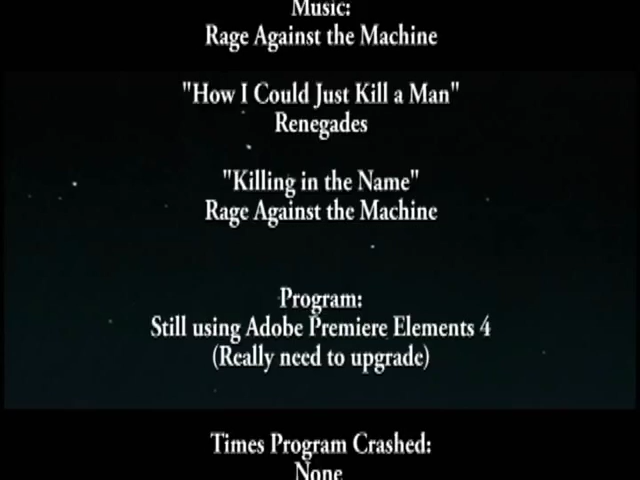 Music:
Rage Against the Machine
"How I Could Just Kill a Man"
Renegades
"Killing in the Name"
Rage Against the Machine
Program:
Still using Adobe Premiere Elements 4
(Really need to upgrade)
Times Program Crashed:
None